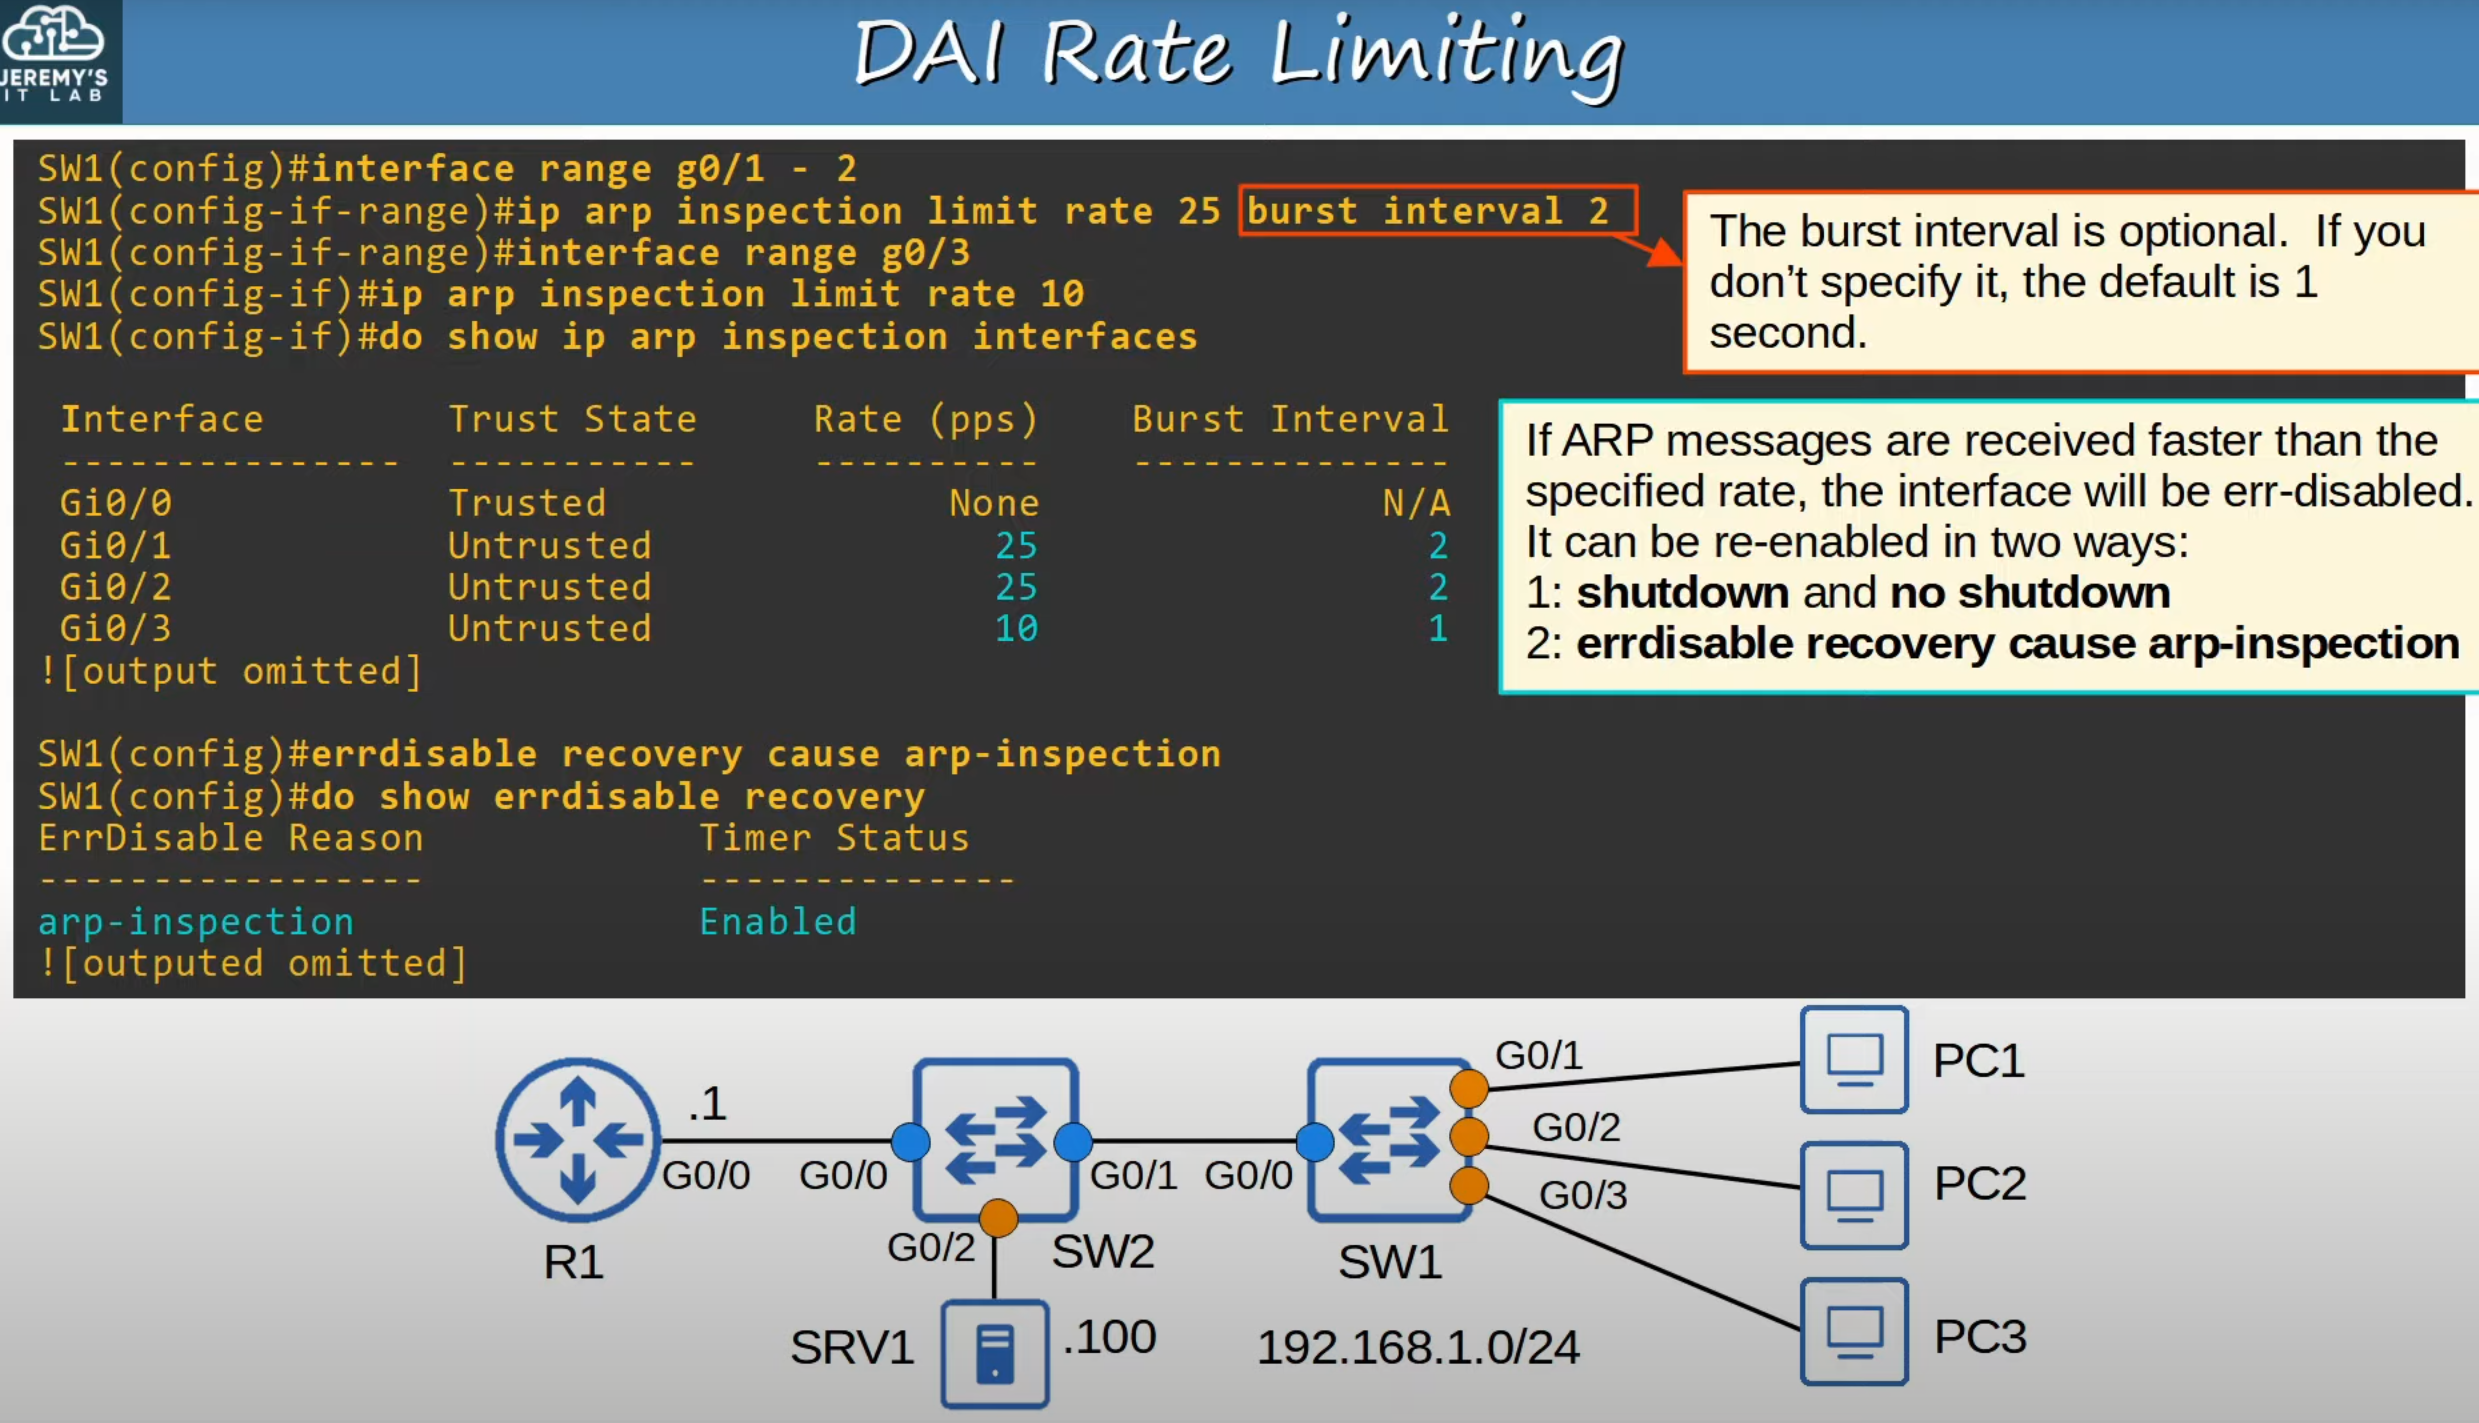 JEREMY'S
IT LAB
DAI Rate Limiting
SW1(config)#interface range g0/1 - 2
SW1(config-if-range)#ip arp inspection limit rate 25 burst interval 2
SW1(config-if-range)#interface range g0/3
SW1(config-if)#ip arp inspection limit rate 10
SW1(config-if)#do show ip arp inspection interfaces
The burst interval is optional. If you
don't specify it, the default is 1
second.
Interface Trust State Rate (pps) Burst Interval
--------------- ----------- ---------- --------------
Gi0/0 Trusted None N/A
Gi0/1 Untrusted 25 2
Gi0/2 Untrusted 25 2
Gi0/3 Untrusted 10 1
![output omitted]
If ARP messages are received faster than the
specified rate, the interface will be err-disabled.
It can be re-enabled in two ways:
1: shutdown and no shutdown
2: errdisable recovery cause arp-inspection
SW1(config)#errdisable recovery cause arp-inspection
SW1(config)#do show errdisable recovery
ErrDisable Reason Timer Status
----------------- --------------
arp-inspection Enabled
![outputed omitted]
G0/1
PC1
.1
G0/2
G0/0 G0/0 G0/1 G0/0
PC2
G0/3
G0/2
SW2
R1
SW1
SRV1
.100
192.168.1.0/24
PC3